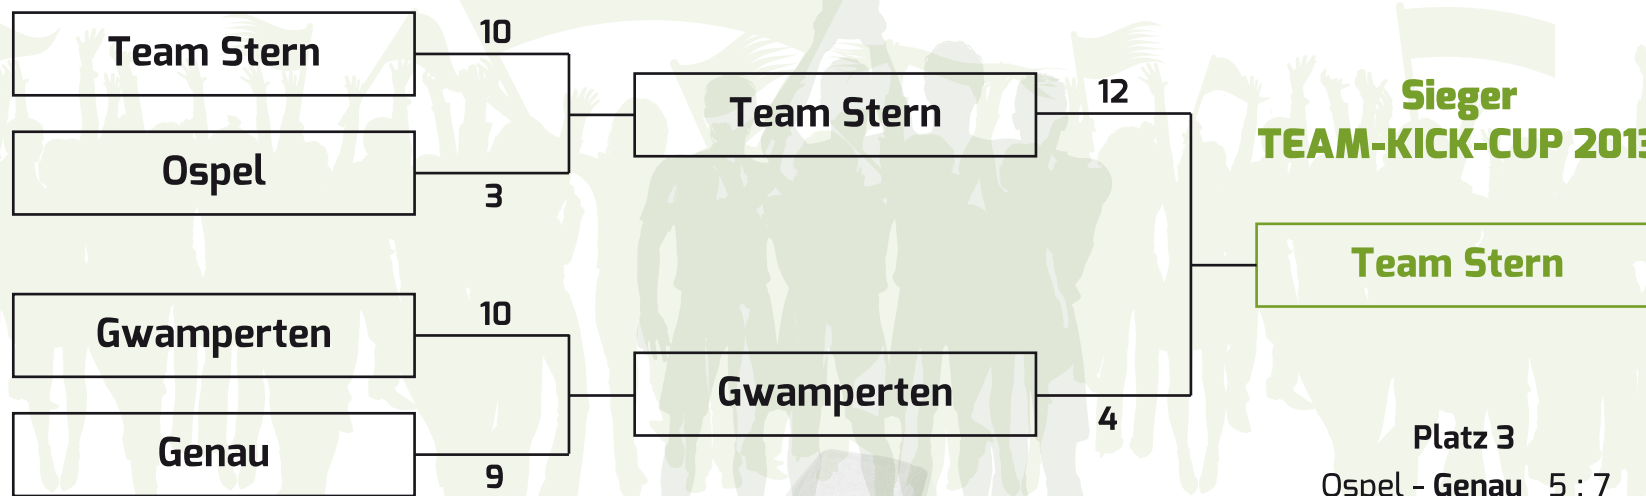 Team Stern
10
Ospel
3
Gwamperten
10
Genau
9
Team Stern
12
Gwamperten
4
Sieger
TEAM-KICK-CUP 2013
Team Stern
Platz 3
Ospel - Genau 5 : 7